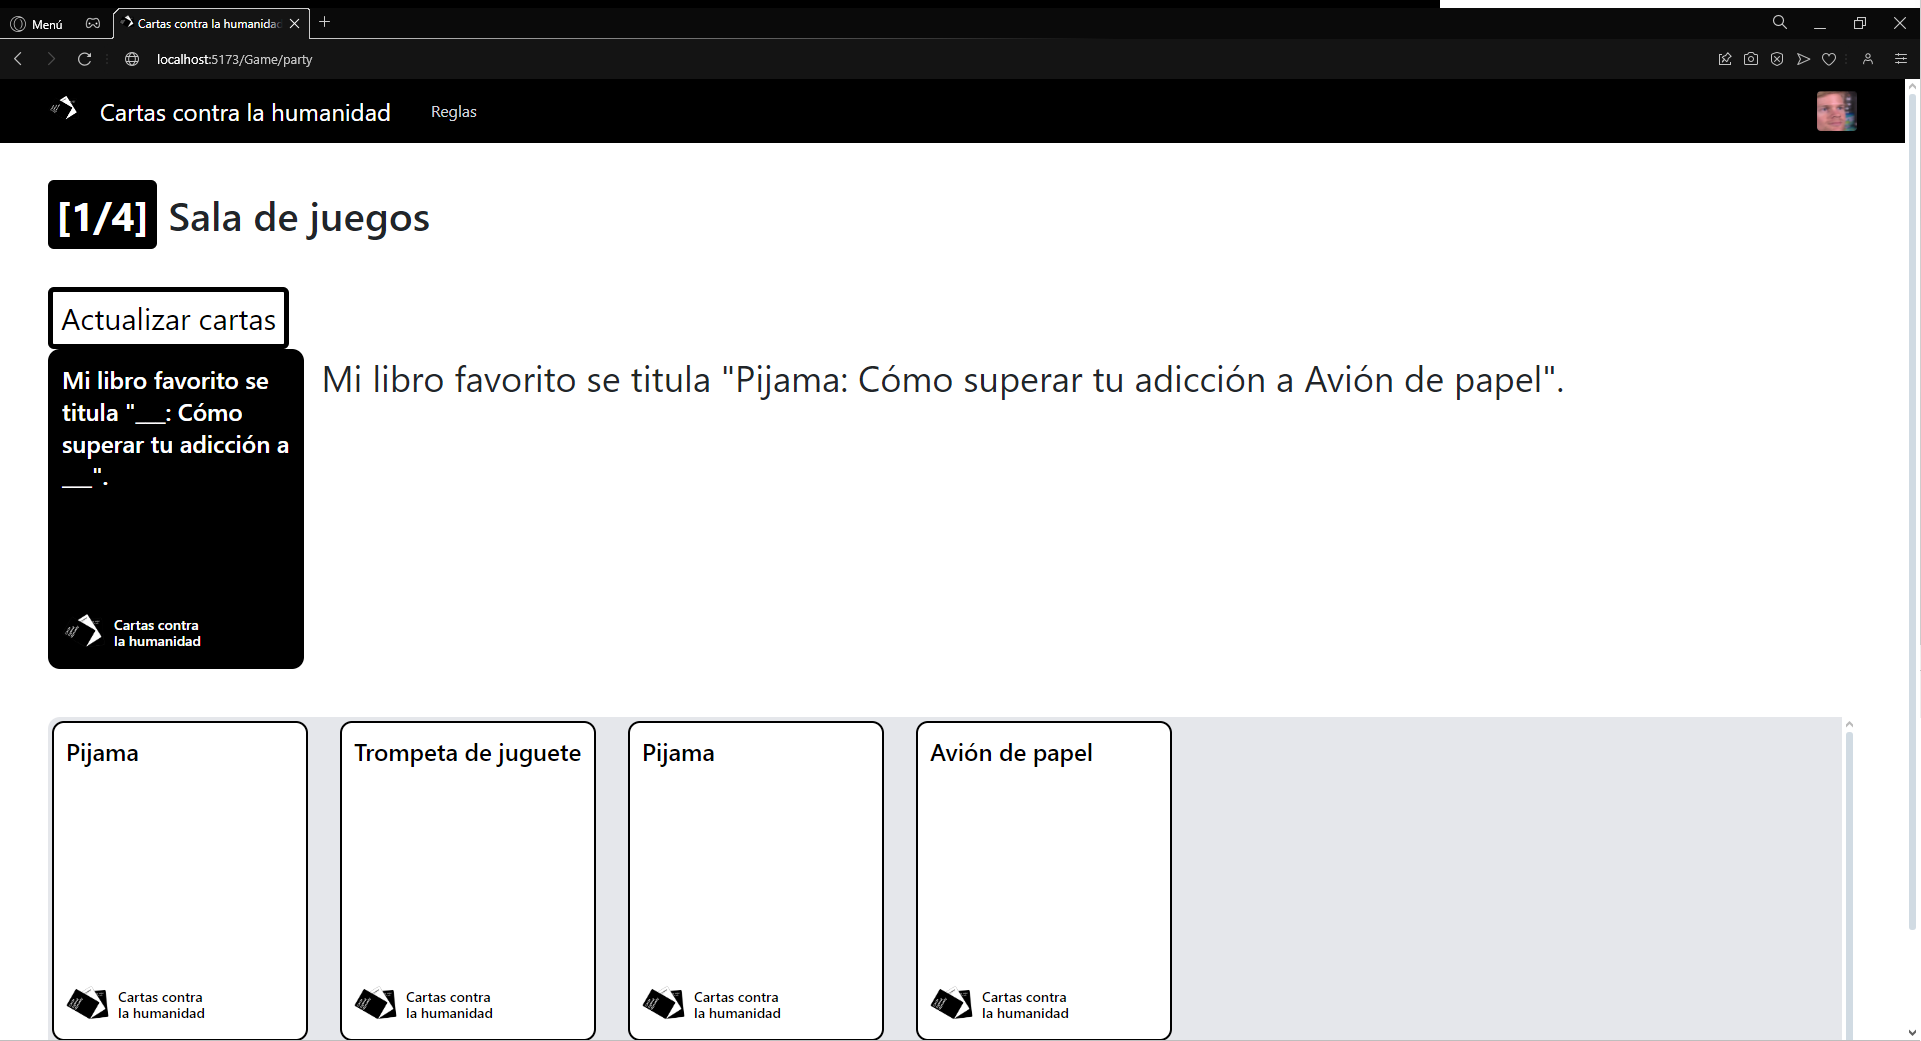 Menú
Cartas contra la humanidad
localhost:5173/Game/party
Cartas contra la humanidad
Reglas
[1/4] Sala de juegos
Actualizar cartas
Mi libro favorito se
titula "___: Cómo
superar tu adicción a
___".
Cartas contra
la humanidad
Mi libro favorito se titula "Pijama: Cómo superar tu adicción a Avión de papel".
Pijama
Cartas contra
la humanidad
Trompeta de juguete
Cartas contra
la humanidad
Pijama
Cartas contra
la humanidad
Avión de papel
Cartas contra
la humanidad